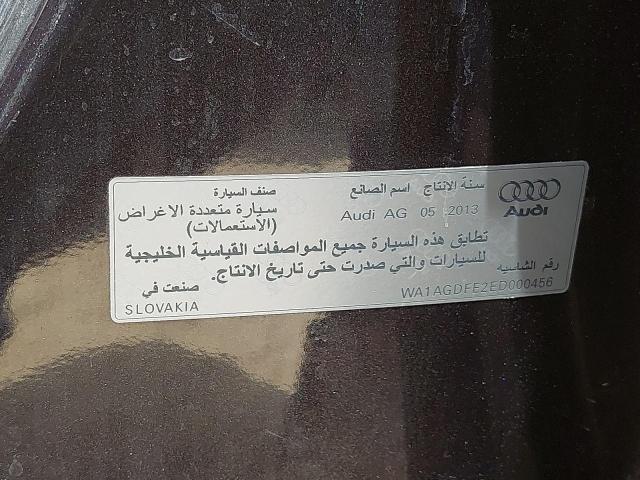 سنة الانتاج اسم الصانع صنف السيارة
Audi AG 05 2013 سيارة متعددة الاغراض
Audi (الاستعمالات)
تطابق هذه السيارة جميع المواصفات القياسية الخليجية
للسيارات والتي صدرت حتى تاريخ الانتاج.
رقم الشاسيه صنعت في
WA1AGDFE2ED000456 SLOVAKIA